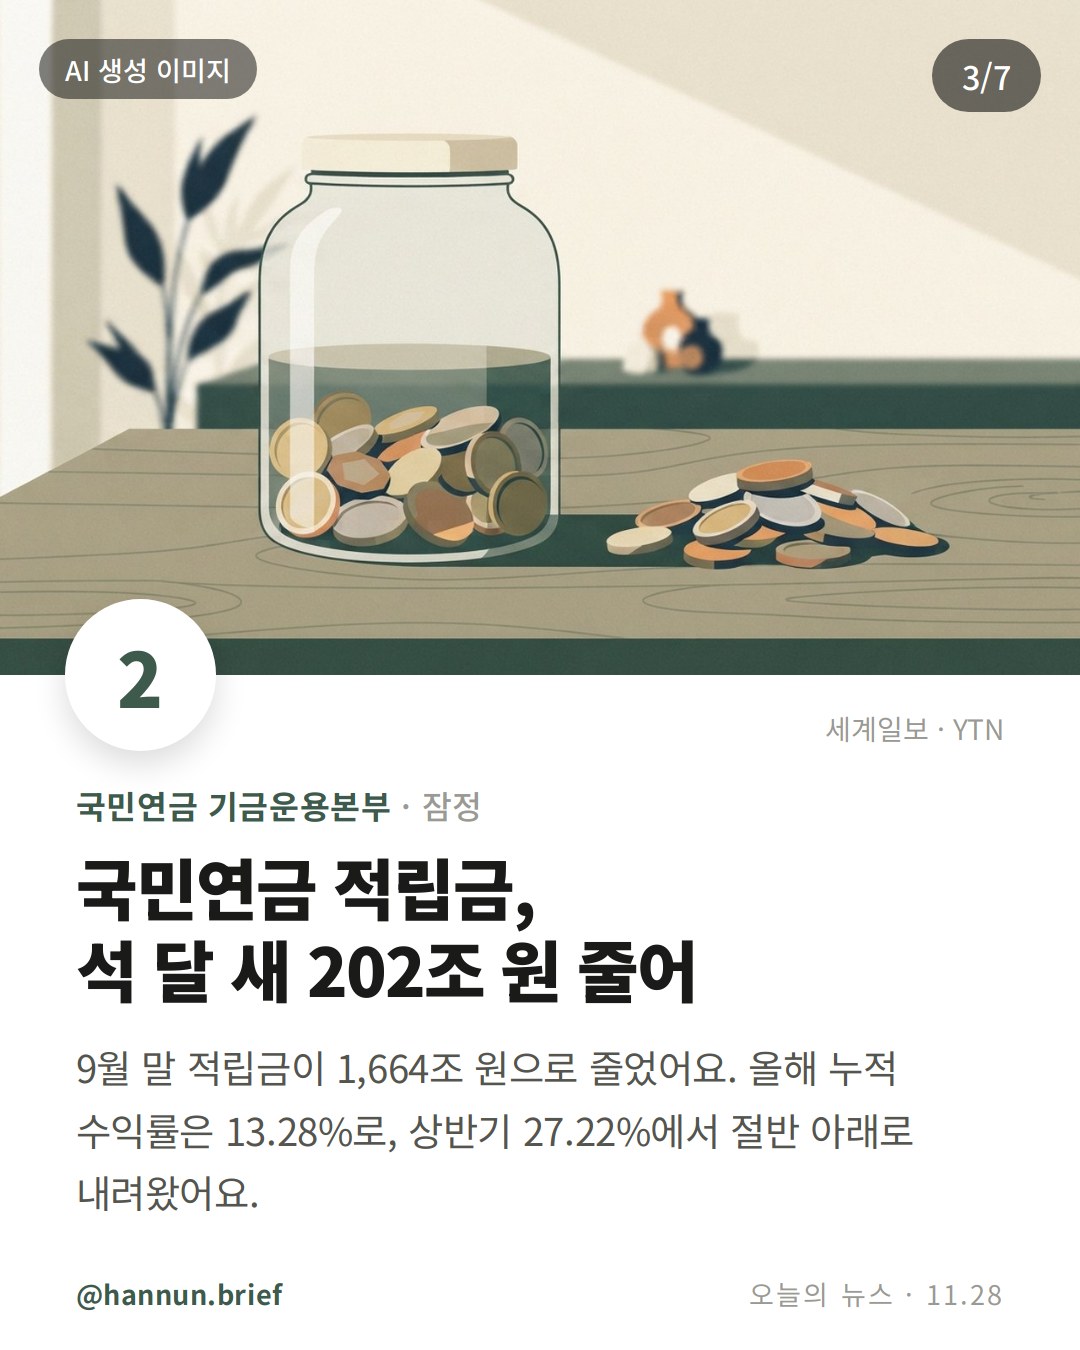 AI 생성 이미지
3/7
2
세계일보 · YTN
국민연금 기금운용본부 · 잠정
국민연금 적립금,
석 달 새 202조 원 줄어
9월 말 적립금이 1,664조 원으로 줄었어요. 올해 누적
수익률은 13.28%로, 상반기 27.22%에서 절반 아래로
내려왔어요.
@hannun.brief
오늘의 뉴스 · 11.28